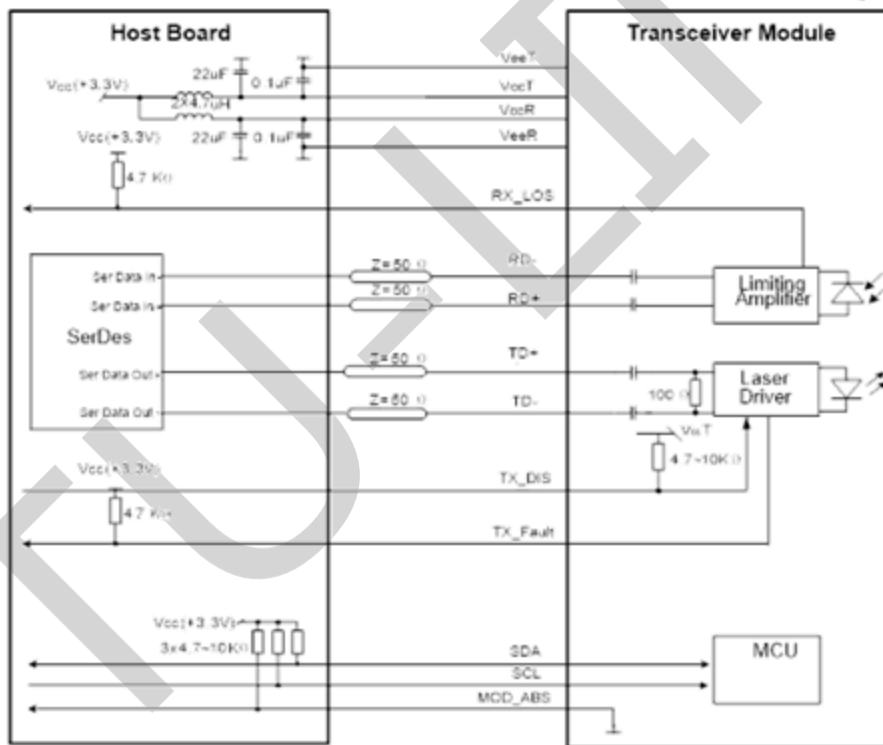 Host Board
Transceiver Module
VeeT
22uF
0.1uF
Vcc(+3.3V)
VccT
2X4.7uH
VccR
Vcc(+3.3V)
22uF
0.1uF
VeeR
4.7 KΩ
RX_LOS
Z=50 Ω
RD-
Ser Data In
Z=50 Ω
Limiting
Amplifier
Ser Data In
RD+
SerDes
Z=50 Ω
TD+
Ser Data Out+
Laser
Driver
100 Ω
Z=50 Ω
Ser Data Out-
TD-
VccT
4.7~10KΩ
Vcc(+3.3V)
TX_DIS
4.7 KΩ
TX_Fault
Vcc(+3.3V)
3x4.7~10KΩ
SDA
MCU
SCL
MOD_ABS
TU-LI